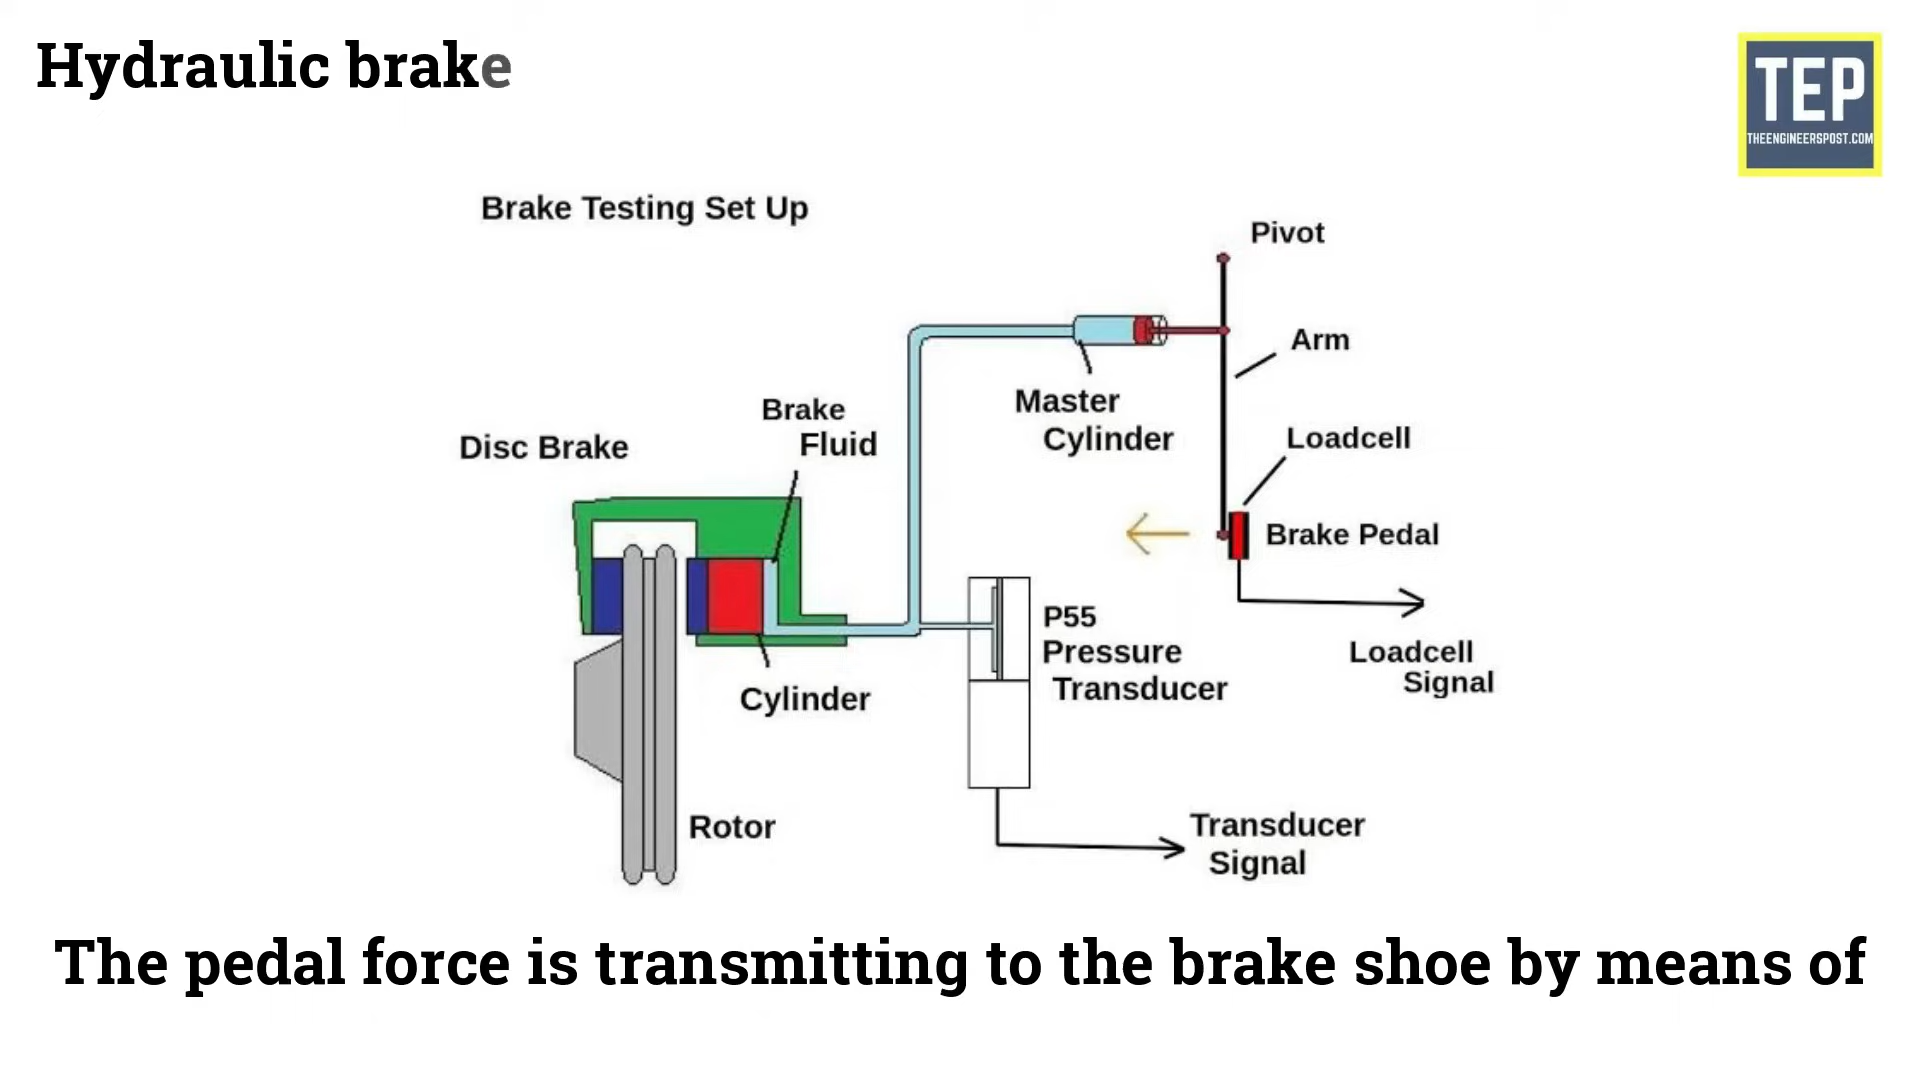 Hydraulic brake
TEP
THEENGINEERSPOST.COM
Brake Testing Set Up
Pivot
Arm
Master
Cylinder
Brake
Fluid
Disc Brake
Loadcell
Brake Pedal
P55
Pressure
Transducer
Loadcell
Signal
Cylinder
Rotor
Transducer
Signal
The pedal force is transmitting to the brake shoe by means of